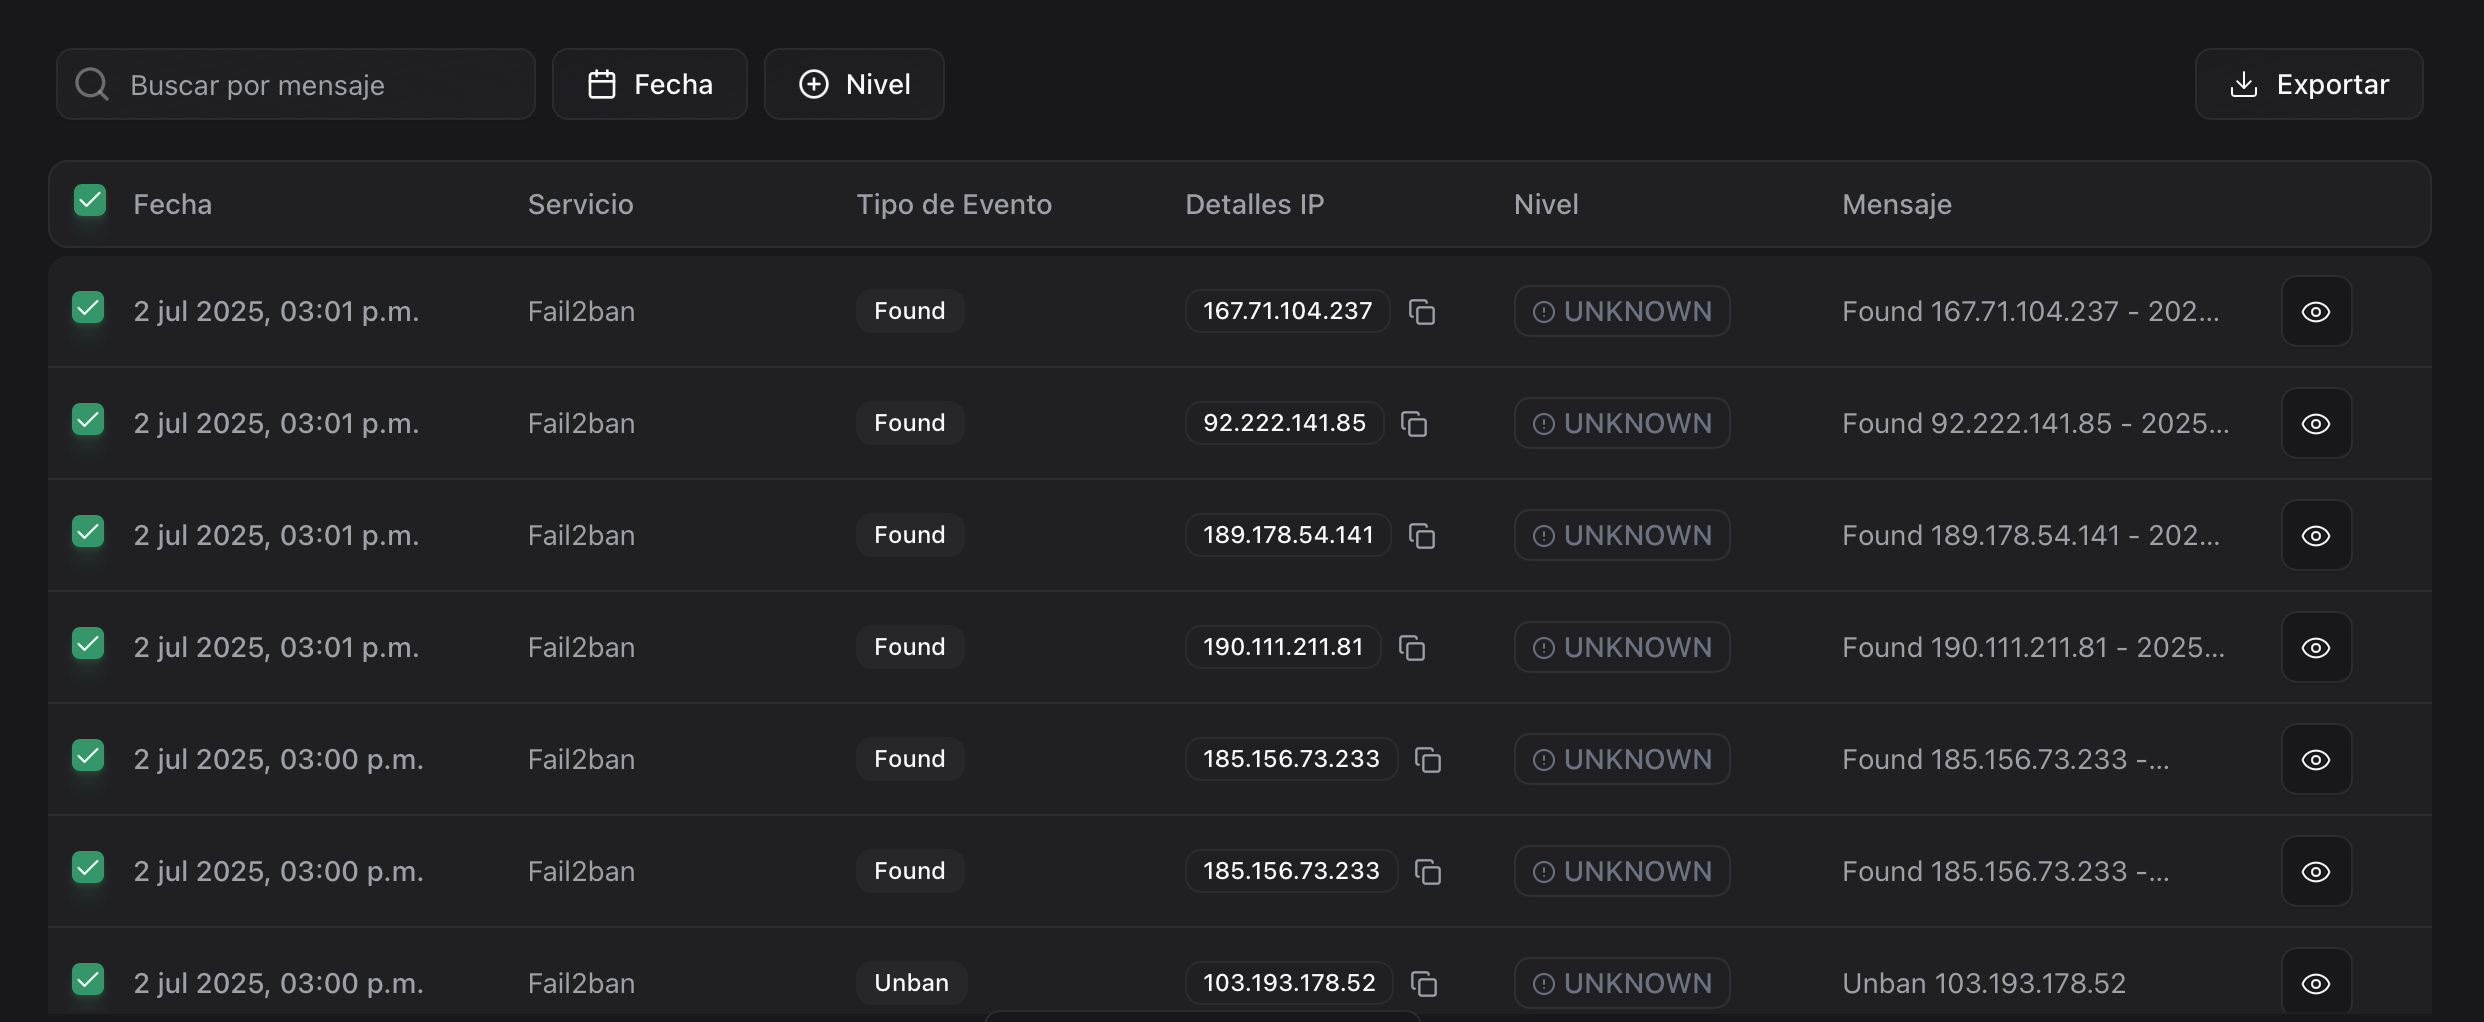 Buscar por mensaje Fecha Nivel Exportar
Fecha Servicio Tipo de Evento Detalles IP Nivel Mensaje
2 jul 2025, 03:01 p.m. Fail2ban Found 167.71.104.237 UNKNOWN Found 167.71.104.237 - 202...
2 jul 2025, 03:01 p.m. Fail2ban Found 92.222.141.85 UNKNOWN Found 92.222.141.85 - 2025...
2 jul 2025, 03:01 p.m. Fail2ban Found 189.178.54.141 UNKNOWN Found 189.178.54.141 - 202...
2 jul 2025, 03:01 p.m. Fail2ban Found 190.111.211.81 UNKNOWN Found 190.111.211.81 - 2025...
2 jul 2025, 03:00 p.m. Fail2ban Found 185.156.73.233 UNKNOWN Found 185.156.73.233 -...
2 jul 2025, 03:00 p.m. Fail2ban Found 185.156.73.233 UNKNOWN Found 185.156.73.233 -...
2 jul 2025, 03:00 p.m. Fail2ban Unban 103.193.178.52 UNKNOWN Unban 103.193.178.52